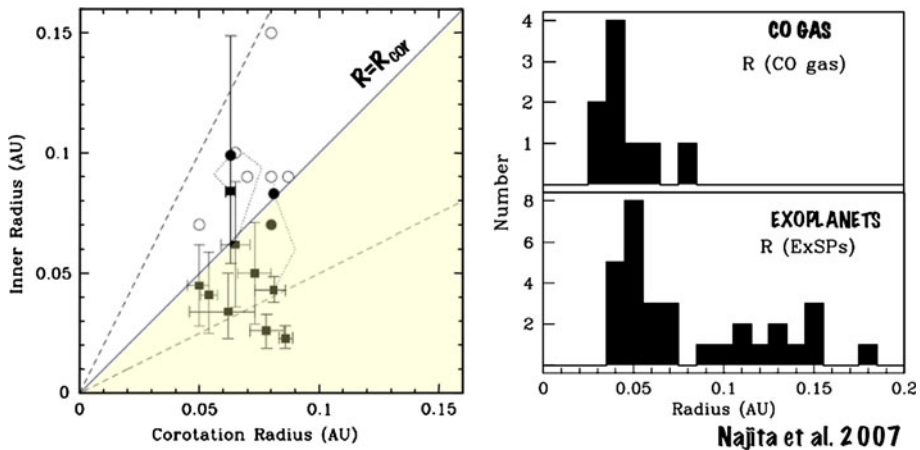 0.15
0.1
0.05
0
Inner Radius (AU)
R=Rcor
0
0.05
0.1
0.15
Corotation Radius (AU)
4
3
2
1
CO GAS
R (CO gas)
Number
8
6
4
2
EXOPLANETS
R (ExSPs)
0
0.05
0.1
0.15
0.2
Radius (AU)
Najita et al. 2007